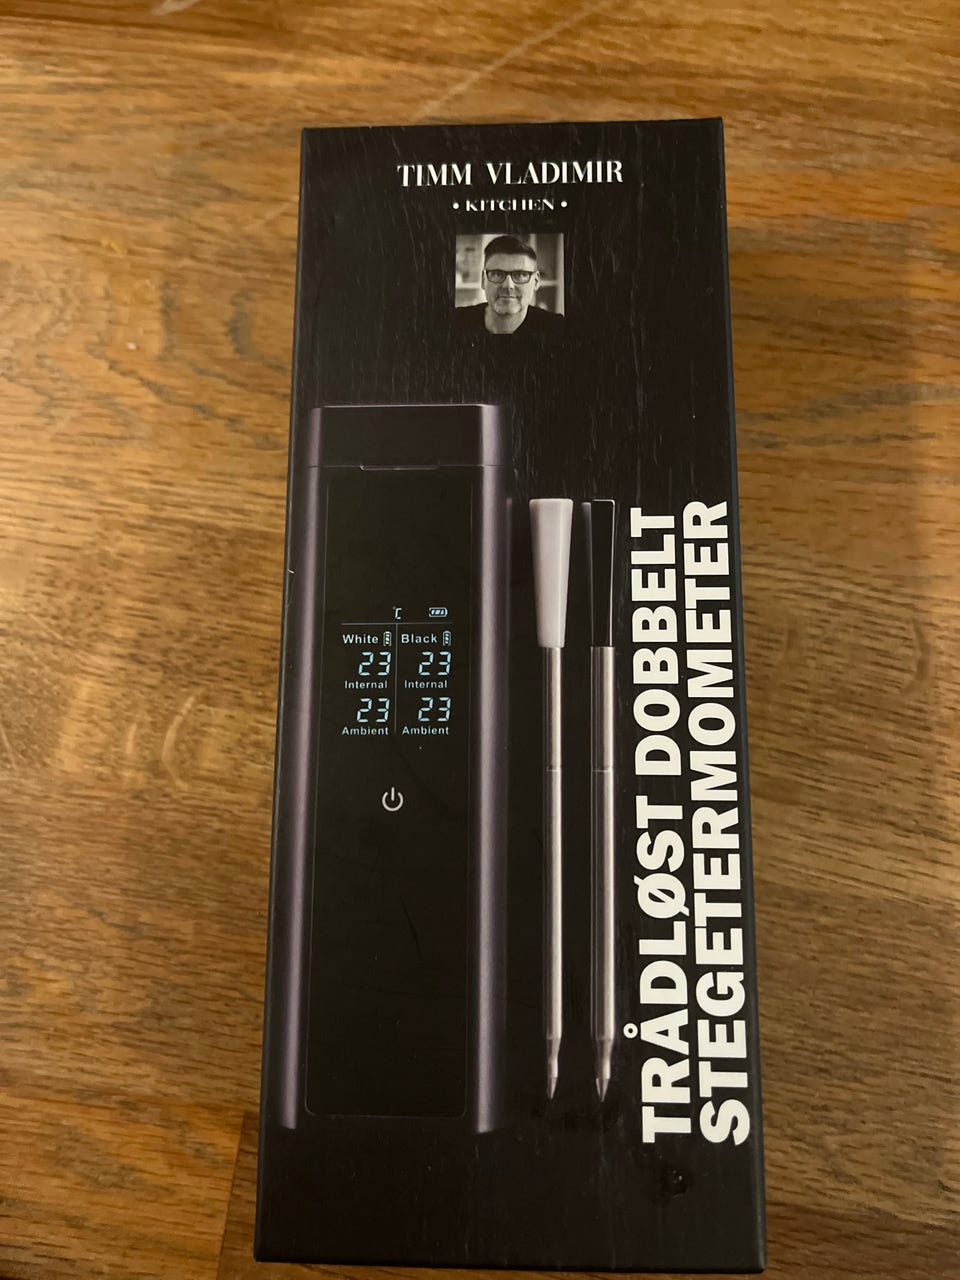 TIMM VLADIMIR
• KITCHEN •
°C
White Black
23 23
Internal Internal
23 23
Ambient Ambient
TRÅDLØST DOBBELT
STEGETERMOMETER